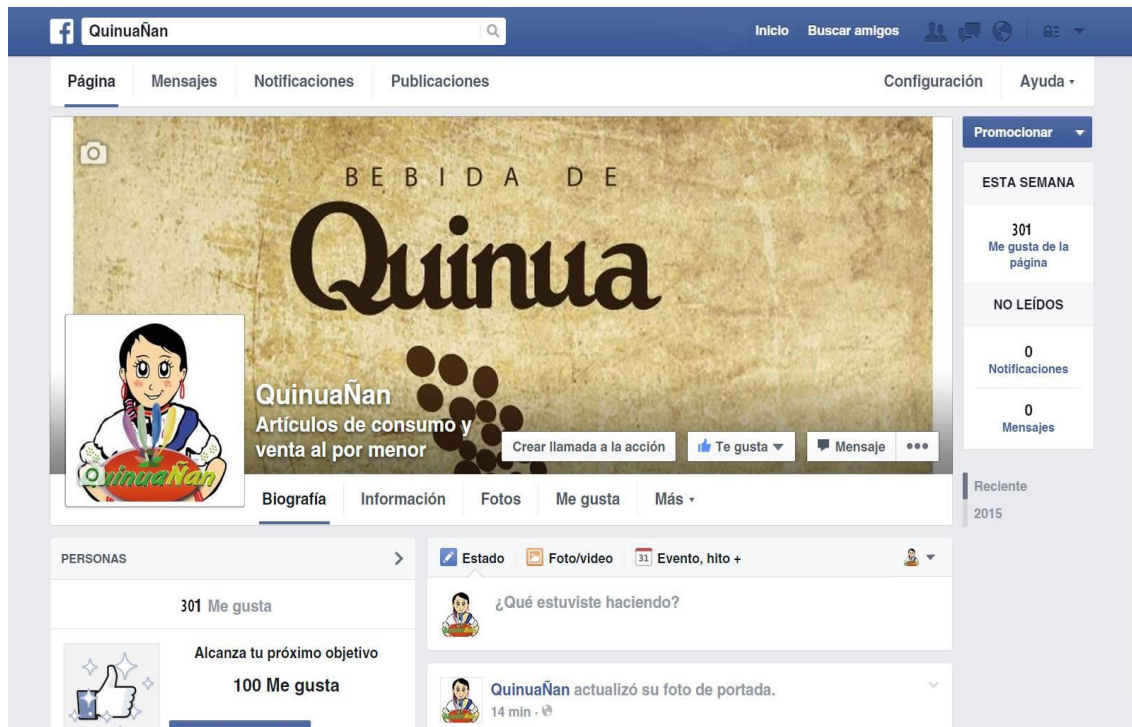 QuinuaÑan
Inicio Buscar amigos
Página Mensajes Notificaciones Publicaciones Configuración Ayuda
Promocionar
BEBIDA DE
Quinua
QuinuaÑan
QuinuaÑan
Artículos de consumo y
venta al por menor
Crear llamada a la acción Te gusta Mensaje
Biografía Información Fotos Me gusta Más
ESTA SEMANA
301
Me gusta de la
página
NO LEÍDOS
0
Notificaciones
0
Mensajes
Reciente
2015
PERSONAS
301 Me gusta
Alcanza tu próximo objetivo
100 Me gusta
Estado Foto/video 31 Evento, hito +
¿Qué estuviste haciendo?
QuinuaÑan actualizó su foto de portada.
14 min ·